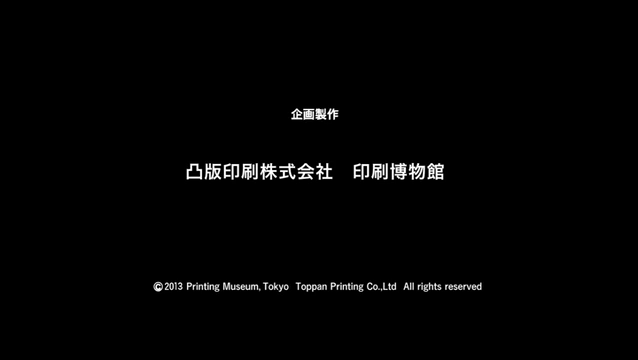 企画製作
凸版印刷株式会社　印刷博物館
©2013 Printing Museum, Tokyo Toppan Printing Co.,Ltd All rights reserved